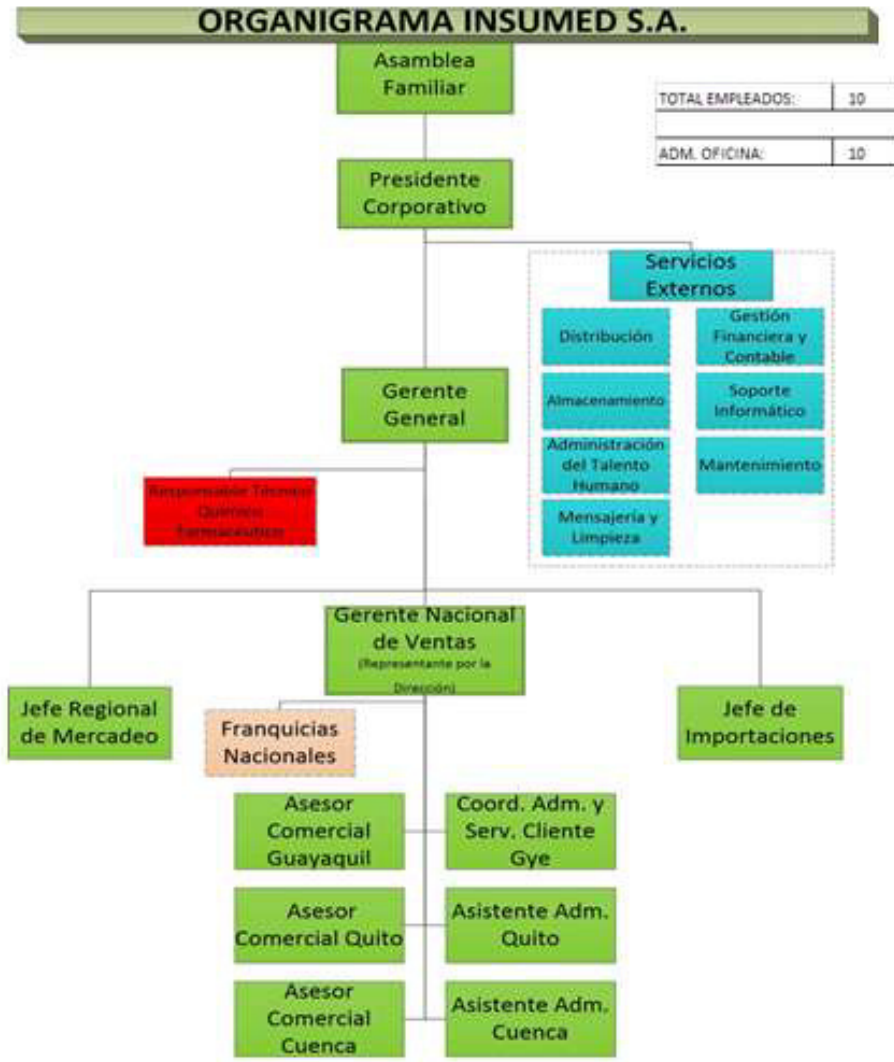 ORGANIGRAMA INSUMED S.A.
Asamblea
Familiar
TOTAL EMPLEADOS: 10
ADM. OFICINA: 10
Presidente
Corporativo
Servicios
Externos
Distribución
Gestión
Financiera y
Contable
Almacenamiento
Soporte
Informático
Administración
del Talento
Humano
Mantenimiento
Mensajería y
Limpieza
Gerente
General
Responsable Técnico
Químico
Farmacéutico
Gerente Nacional
de Ventas
(Representante por la
Dirección)
Jefe Regional
de Mercadeo
Franquicias
Nacionales
Jefe de
Importaciones
Asesor
Comercial
Guayaquil
Coord. Adm. y
Serv. Cliente
Gye
Asesor
Comercial Quito
Asistente Adm.
Quito
Asesor
Comercial
Cuenca
Asistente Adm.
Cuenca